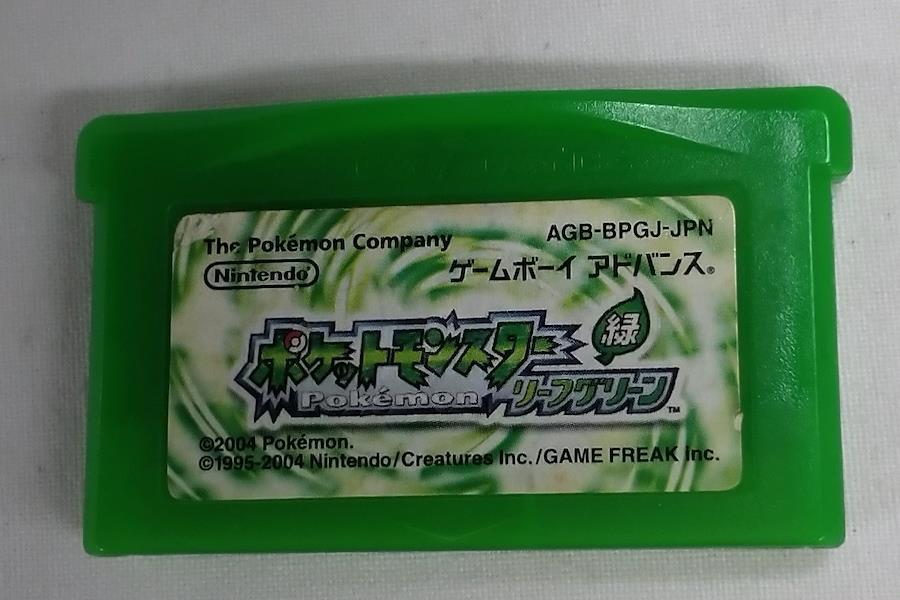 The Pokémon Company
AGB-BPGJ-JPN
Nintendo®
ゲームボーイ アドバンス®
ポケットモンスター
緑
Pokémon
リーフグリーン™
©2004 Pokémon.
©1995-2004 Nintendo/Creatures Inc./GAME FREAK inc.